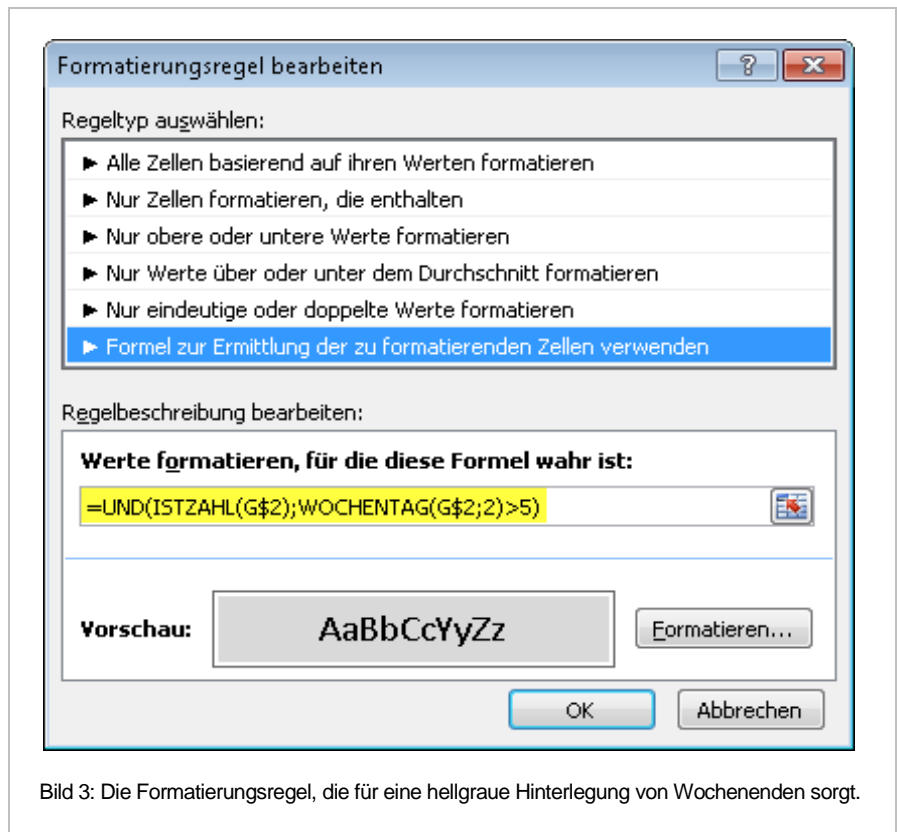 Formatierungsregel bearbeiten
Regeltyp auswählen:
► Alle Zellen basierend auf ihren Werten formatieren
► Nur Zellen formatieren, die enthalten
► Nur obere oder untere Werte formatieren
► Nur Werte über oder unter dem Durchschnitt formatieren
► Nur eindeutige oder doppelte Werte formatieren
► Formel zur Ermittlung der zu formatierenden Zellen verwenden
Regelbeschreibung bearbeiten:
Werte formatieren, für die diese Formel wahr ist:
=UND(ISTZAHL(G$2);WOCHENTAG(G$2;2)>5)
Vorschau: AaBbCcYyZz Formatieren...
OK Abbrechen
Bild 3: Die Formatierungsregel, die für eine hellgraue Hinterlegung von Wochenenden sorgt.